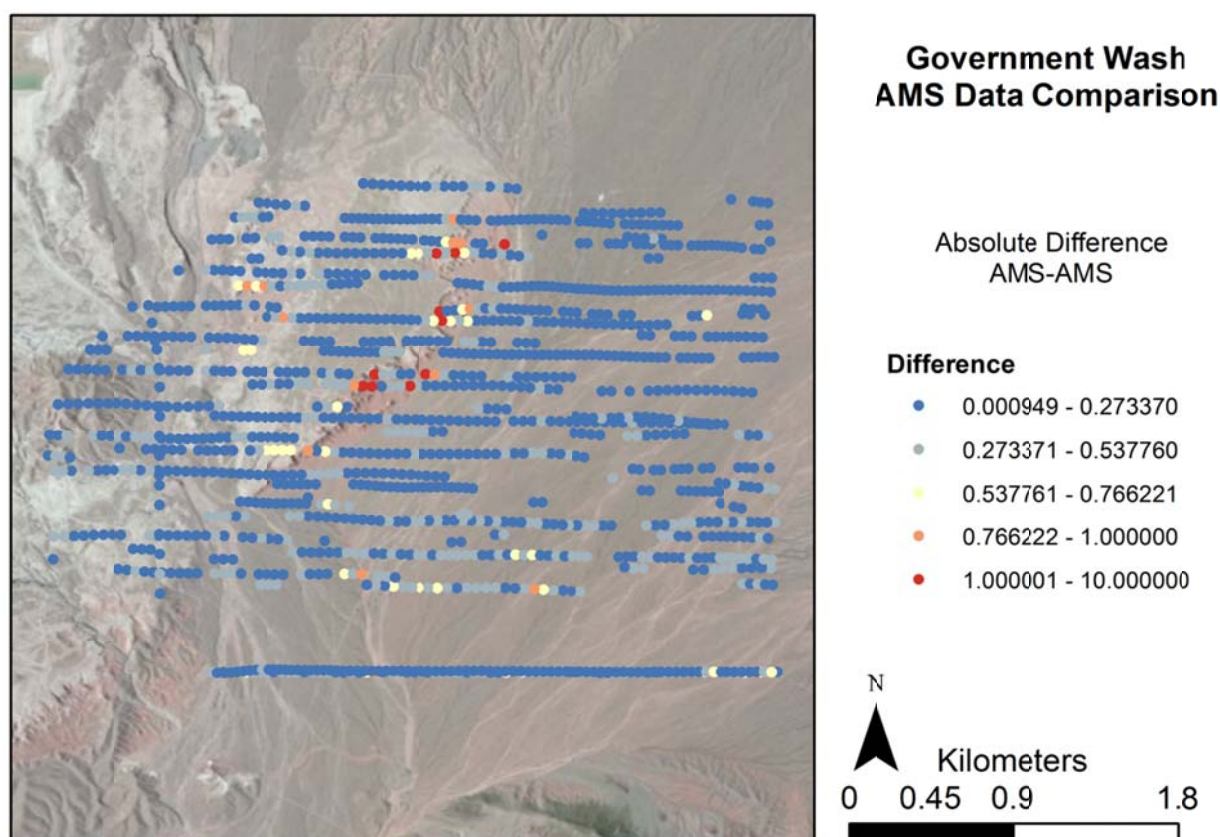 Government Wash
AMS Data Comparison
Absolute Difference
AMS-AMS
Difference
0.000949 - 0.273370
0.273371 - 0.537760
0.537761 - 0.766221
0.766222 - 1.000000
1.000001 - 10.000000
N
Kilometers
0 0.45 0.9 1.8